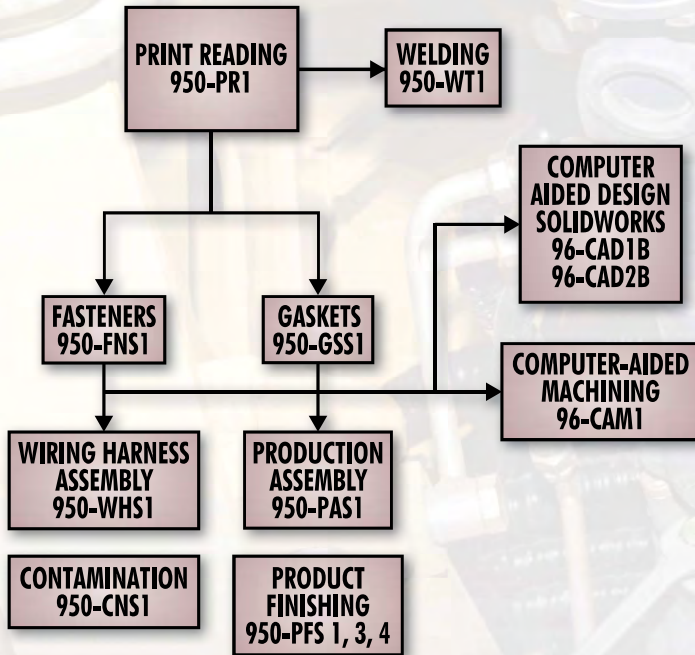 PRINT READING
950-PR1
WELDING
950-WT1
COMPUTER
AIDED DESIGN
SOLIDWORKS
96-CAD1B
96-CAD2B
FASTENERS
950-FNS1
GASKETS
950-GSS1
COMPUTER-AIDED
MACHINING
96-CAM1
WIRING HARNESS
ASSEMBLY
950-WHS1
PRODUCTION
ASSEMBLY
950-PAS1
CONTAMINATION
950-CNS1
PRODUCT
FINISHING
950-PFS 1, 3, 4